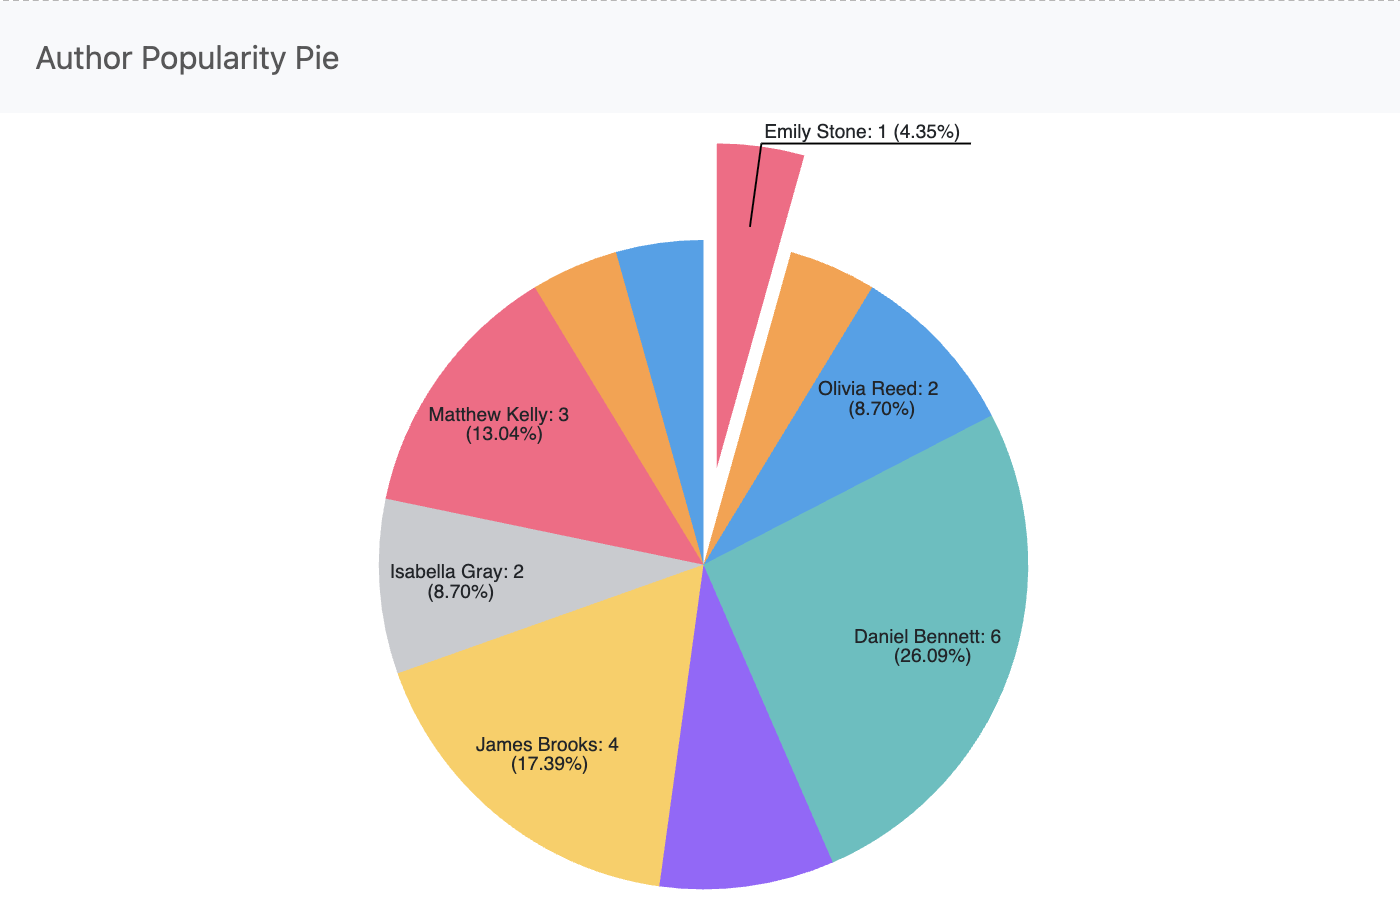 Author Popularity Pie
Emily Stone: 1 (4.35%)
Olivia Reed: 2
(8.70%)
Matthew Kelly: 3
(13.04%)
Isabella Gray: 2
(8.70%)
Daniel Bennett: 6
(26.09%)
James Brooks: 4
(17.39%)